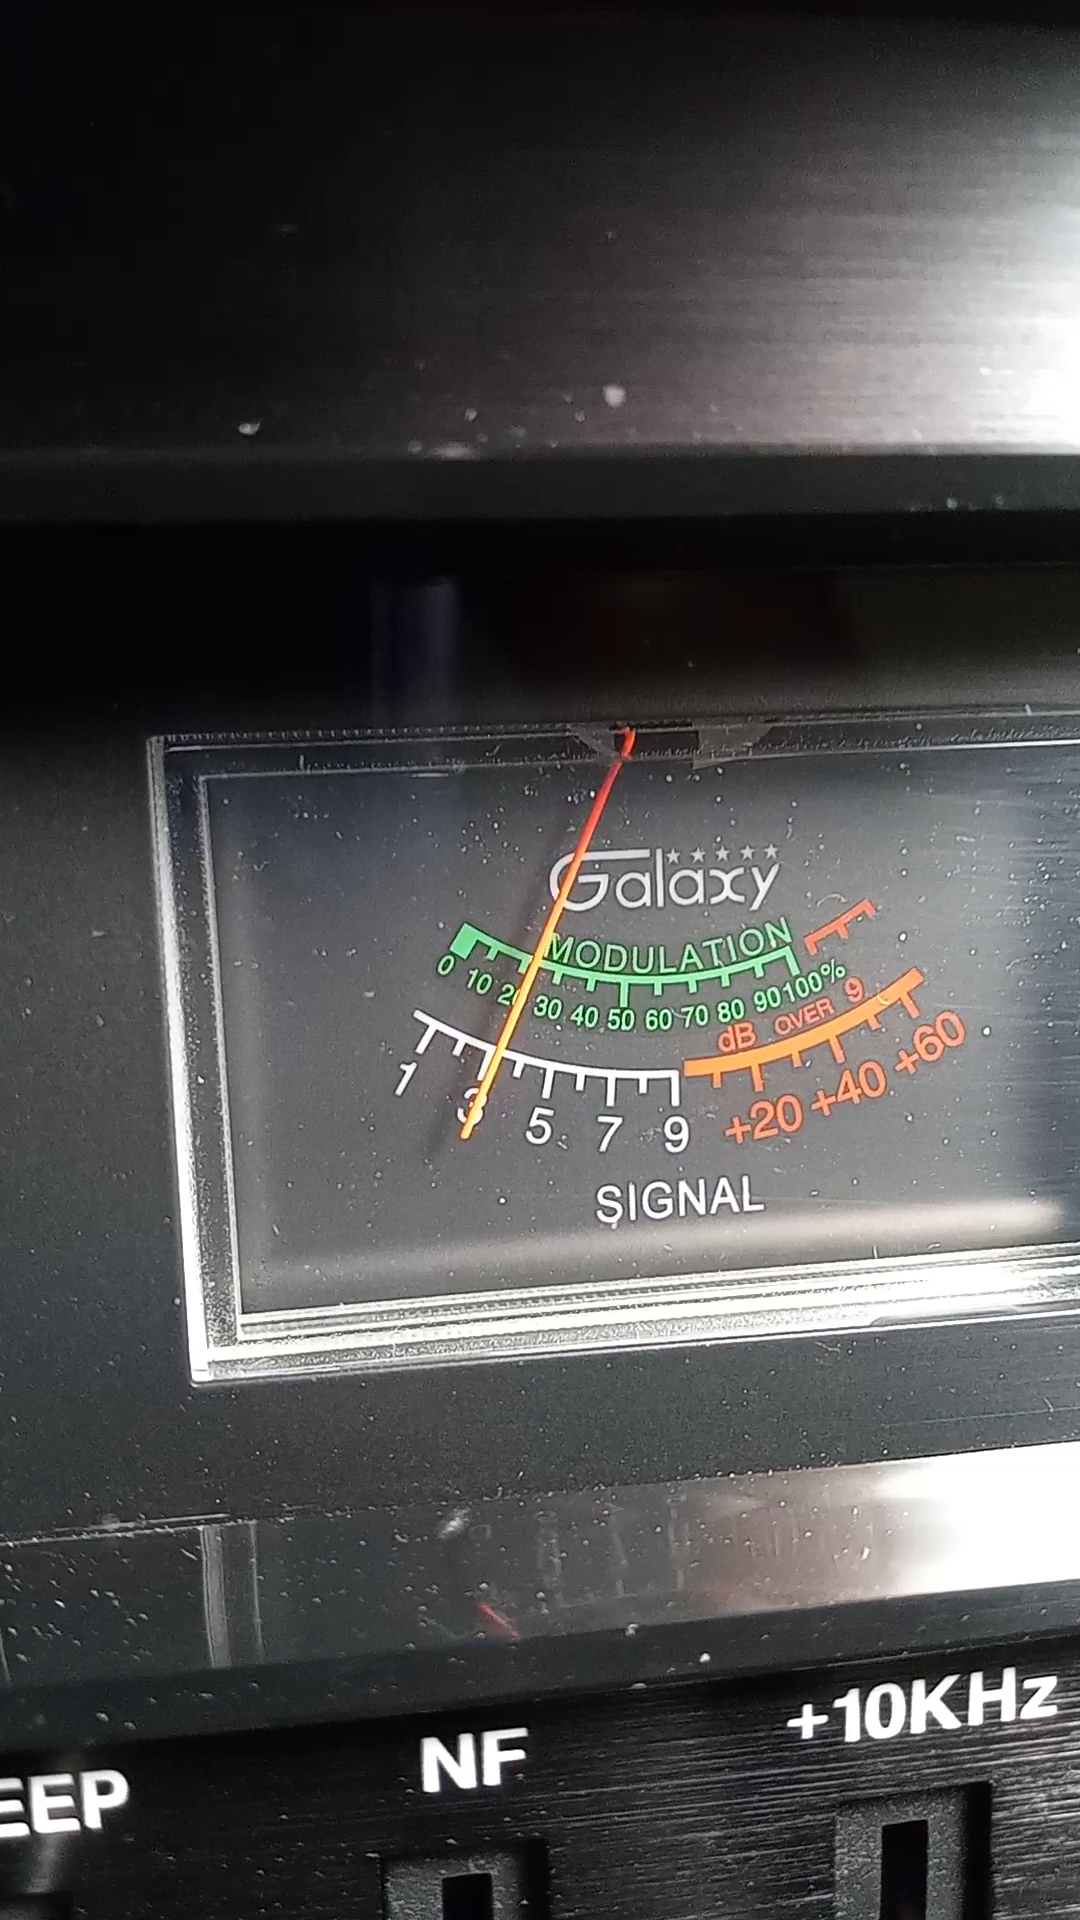 Galaxy
MODULATION
0 10 20 30 40 50 60 70 80 90 100%
dB OVER 9
1 3 5 7 9 +20 +40 +60
SIGNAL
EEP NF +10KHz